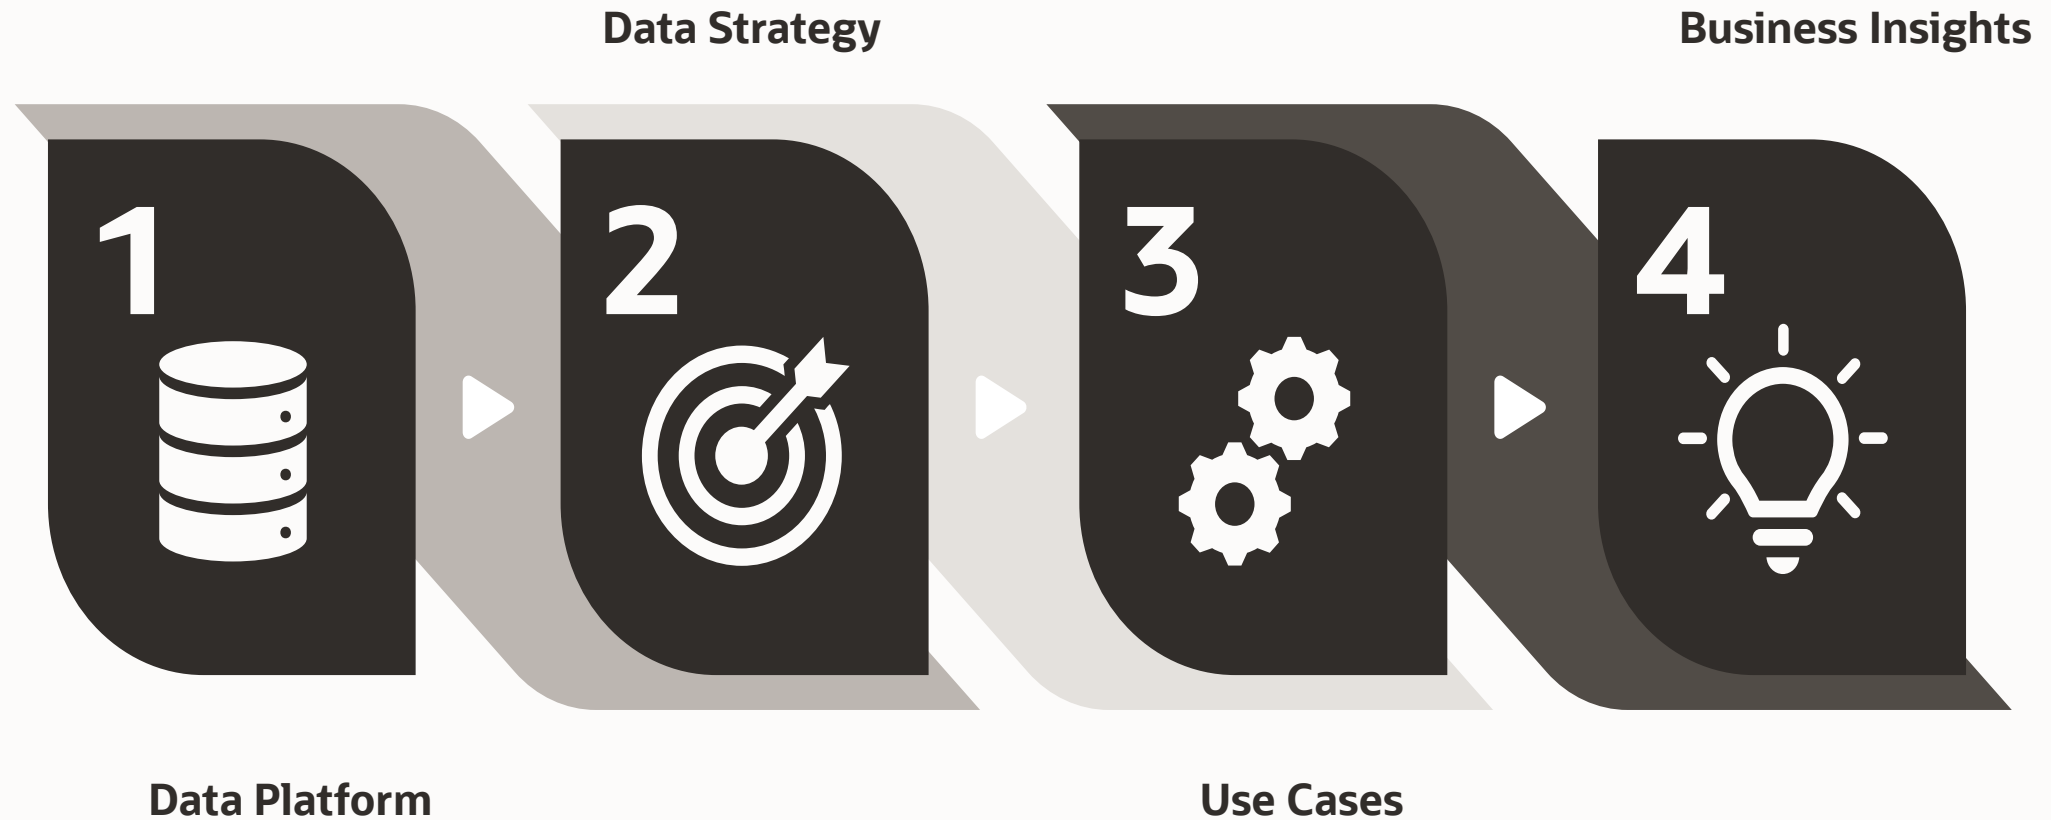 Data Strategy
Business Insights
1
2
3
4
Data Platform
Use Cases